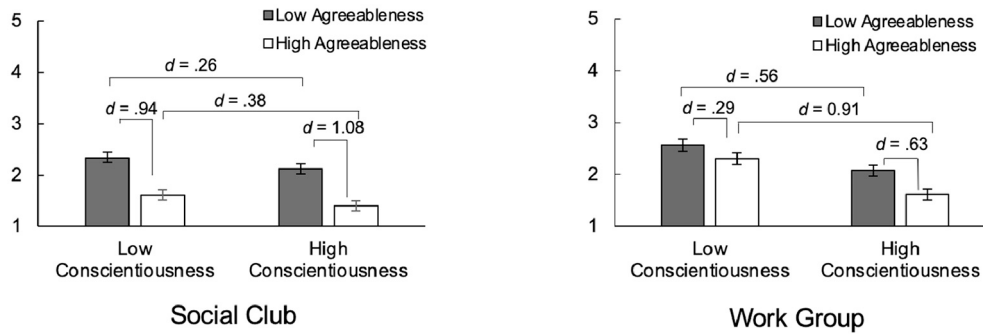 5
4
3
2
1
Low Agreeableness
High Agreeableness
d = .26
d = .94
d = .38
d = 1.08
Low
Conscientiousness
High
Conscientiousness
Social Club
5
4
3
2
1
Low Agreeableness
High Agreeableness
d = .56
d = .29
d = 0.91
d = .63
Low
Conscientiousness
High
Conscientiousness
Work Group